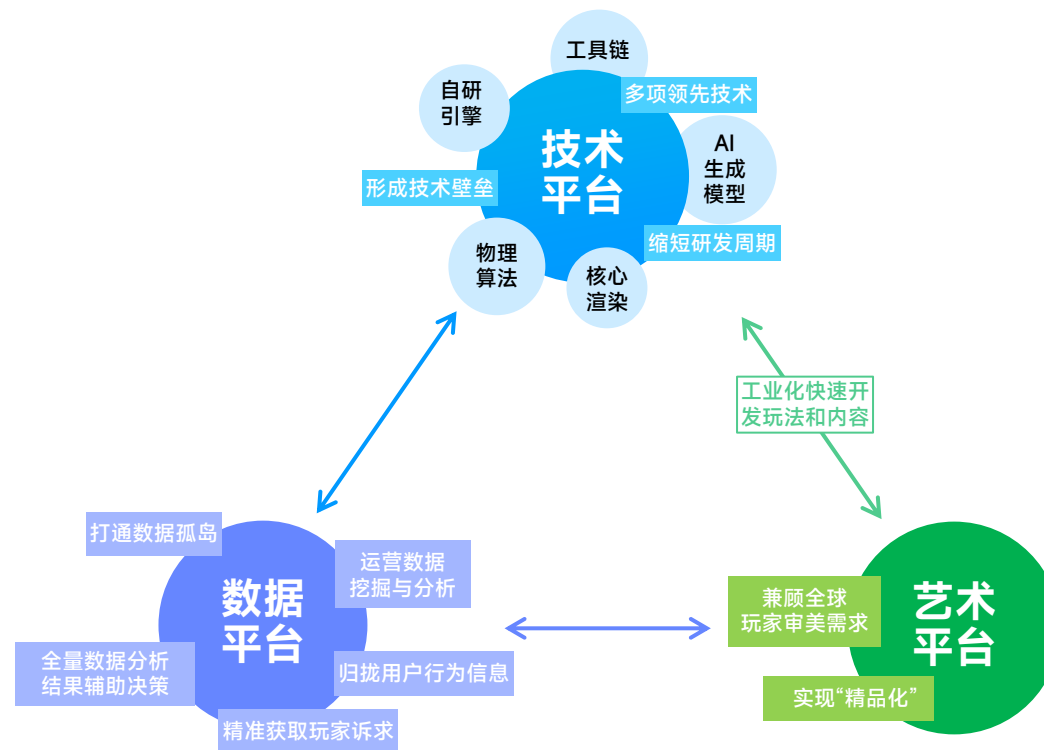 工具链
自研
引擎
多项领先技术
技术
平台
AI
生成
模型
形成技术壁垒
缩短研发周期
物理
算法
核心
渲染
工业化快速开
发玩法和内容
打通数据孤岛
运营数据
挖掘与分析
数据
平台
全量数据分析
结果辅助决策
归拢用户行为信息
精准获取玩家诉求
兼顾全球
玩家审美需求
艺术
平台
实现“精品化”